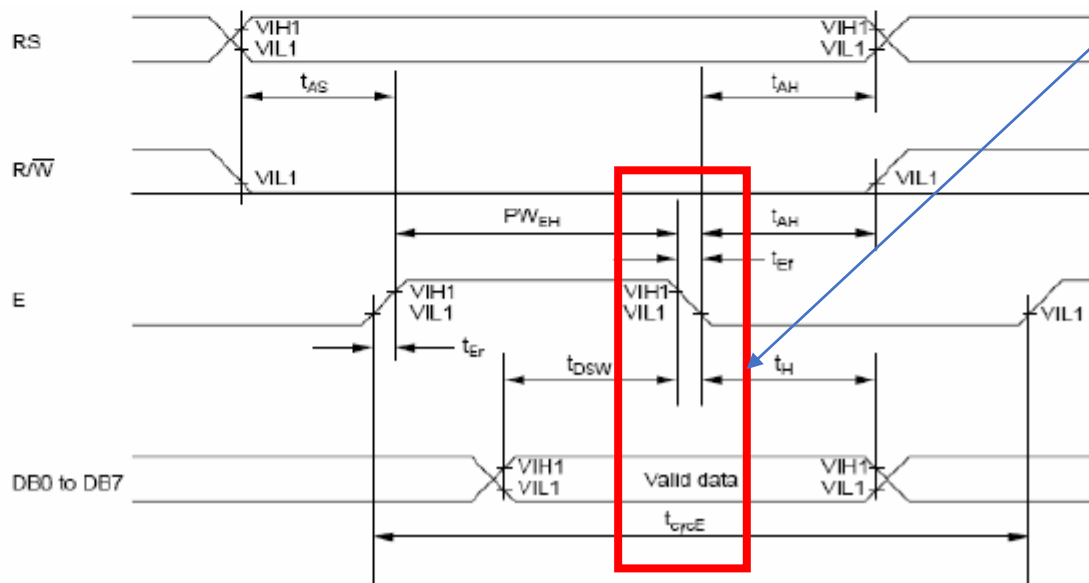 RS
VIH1
VIL1
VIH1
VIL1
tAS
tAH
R/W̅
VIL1
VIL1
PWEH
tAH
tEf
E
VIH1
VIL1
VIH1
VIL1
VIL1
tEr
tDSW
tH
DB0 to DB7
VIH1
VIL1
Valid data
VIH1
VIL1
tcycE